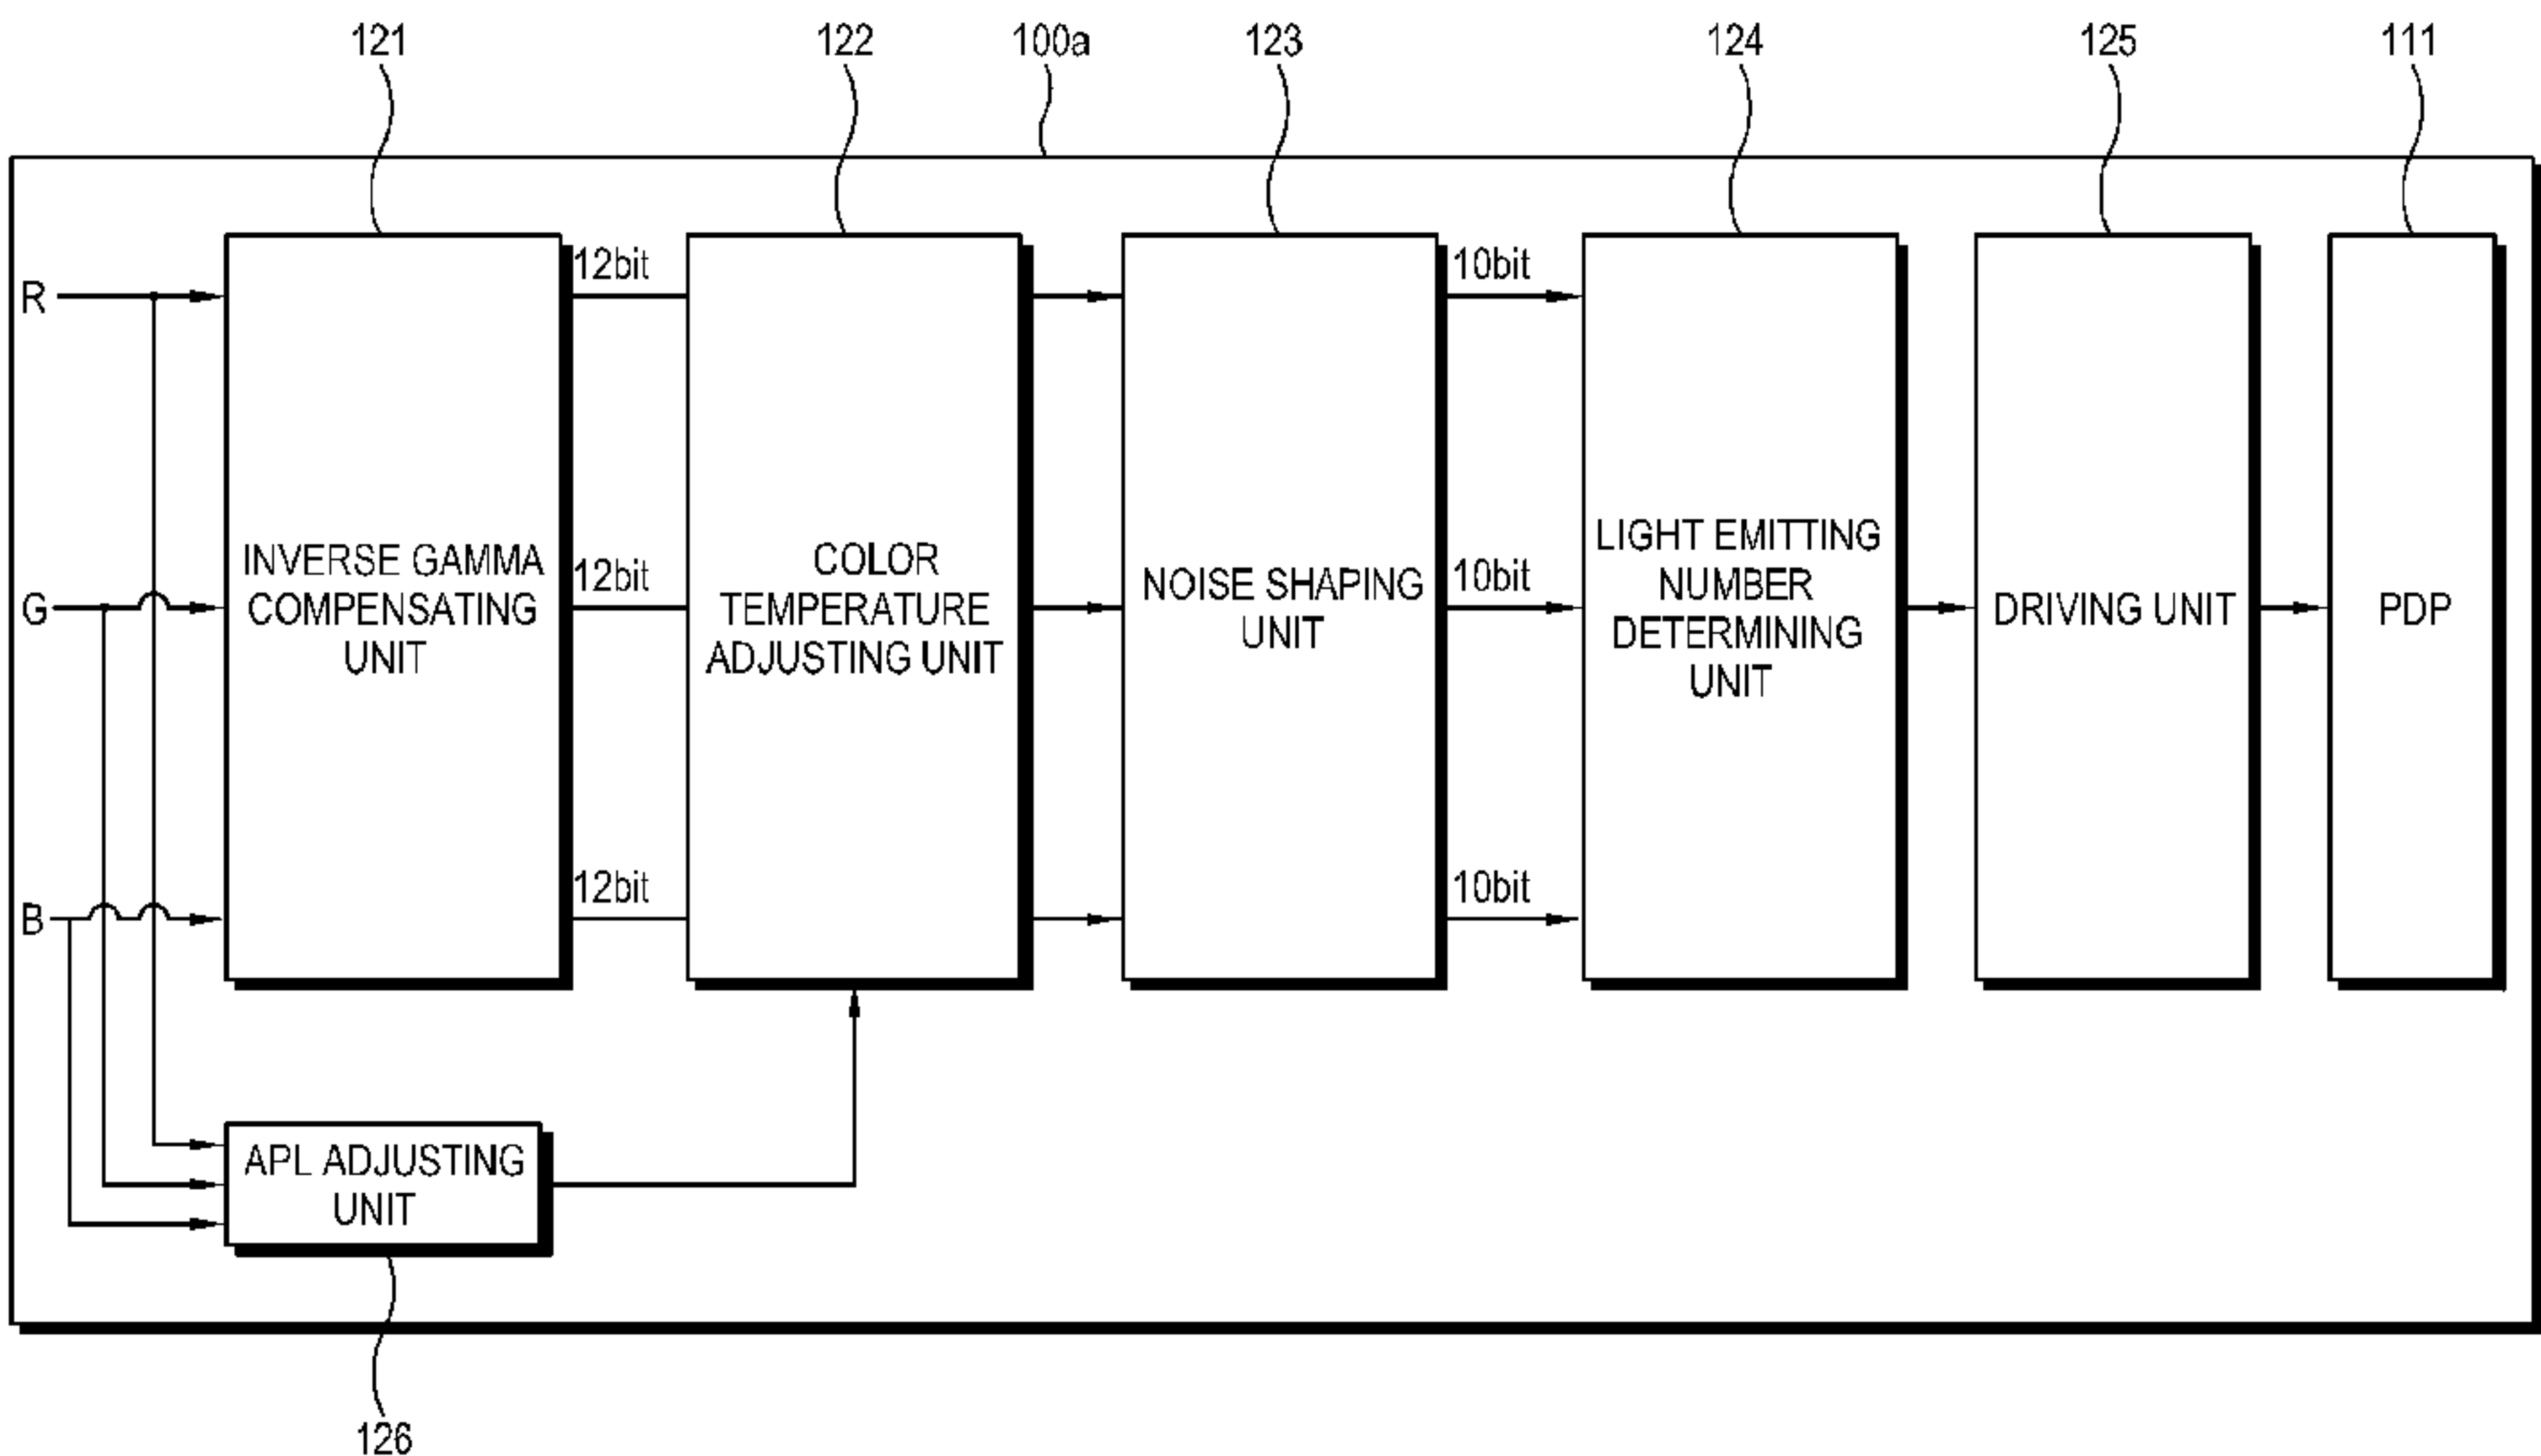 121
122
100a
123
124
125
111
R
G
B
12bit
12bit
12bit
10bit
10bit
10bit
INVERSE GAMMA
COMPENSATING
UNIT
COLOR
TEMPERATURE
ADJUSTING UNIT
NOISE SHAPING
UNIT
LIGHT EMITTING
NUMBER
DETERMINING
UNIT
DRIVING UNIT
PDP
APL ADJUSTING
UNIT
126